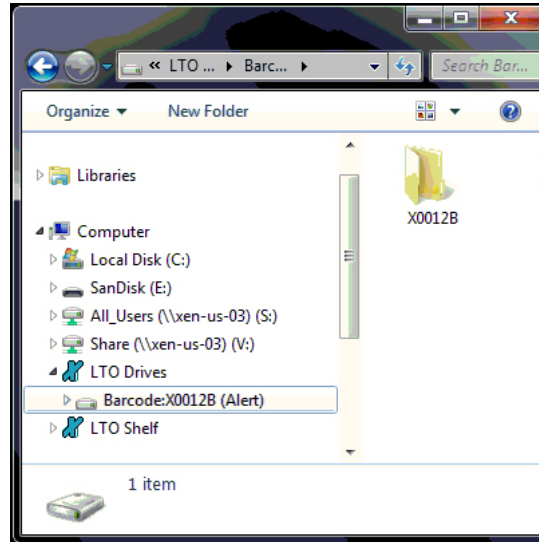 « LTO ... ▸ Barc... ▸
Search Bar...
Organize ▾ New Folder
Libraries
X0012B
Computer
Local Disk (C:)
SanDisk (E:)
All_Users (\\xen-us-03) (S:)
Share (\\xen-us-03) (V:)
LTO Drives
Barcode:X0012B (Alert)
LTO Shelf
1 item